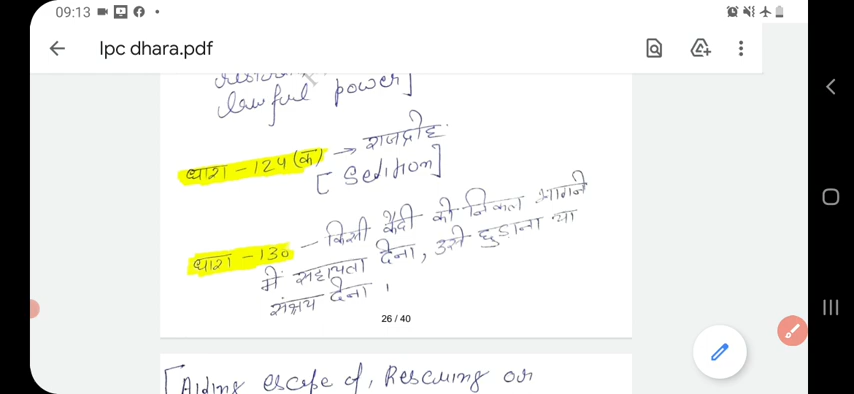 09:13
Ipc dhara.pdf
lawful power]
धारा - 124 (क) → राजद्रोह
[Sedition]
धारा - 130 - किसी कैदी को निकल भागने
में सहायता देना, उसे छुड़ाना या
संश्रय देना ।
26 / 40
[Aiding escape of, Rescuing or